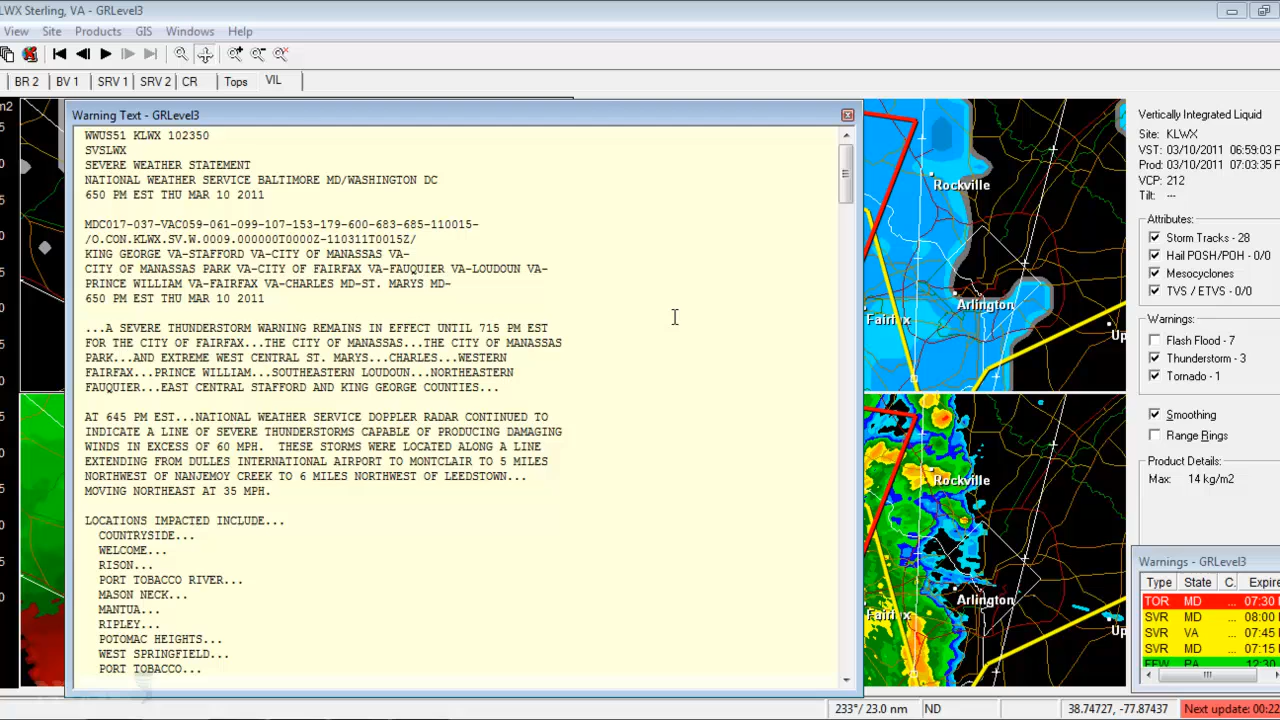 LWX Sterling, VA - GRLevel3
View Site Products GIS Windows Help
BR 2 BV 1 SRV 1 SRV 2 CR Tops VIL
m2
Warning Text - GRLevel3
WWUS51 KLWX 102350
SVSLWX
SEVERE WEATHER STATEMENT
NATIONAL WEATHER SERVICE BALTIMORE MD/WASHINGTON DC
650 PM EST THU MAR 10 2011
MDC017-037-VAC059-061-099-107-153-179-600-683-685-110015-
/O.CON.KLWX.SV.W.0009.000000T0000Z-110311T0015Z/
KING GEORGE VA-STAFFORD VA-CITY OF MANASSAS VA-
CITY OF MANASSAS PARK VA-CITY OF FAIRFAX VA-FAUQUIER VA-LOUDOUN VA-
PRINCE WILLIAM VA-FAIRFAX VA-CHARLES MD-ST. MARYS MD-
650 PM EST THU MAR 10 2011
...A SEVERE THUNDERSTORM WARNING REMAINS IN EFFECT UNTIL 715 PM EST
FOR THE CITY OF FAIRFAX...THE CITY OF MANASSAS...THE CITY OF MANASSAS
PARK...AND EXTREME WEST CENTRAL ST. MARYS...CHARLES...WESTERN
FAIRFAX...PRINCE WILLIAM...SOUTHEASTERN LOUDOUN...NORTHEASTERN
FAUQUIER...EAST CENTRAL STAFFORD AND KING GEORGE COUNTIES...
AT 645 PM EST...NATIONAL WEATHER SERVICE DOPPLER RADAR CONTINUED TO
INDICATE A LINE OF SEVERE THUNDERSTORMS CAPABLE OF PRODUCING DAMAGING
WINDS IN EXCESS OF 60 MPH. THESE STORMS WERE LOCATED ALONG A LINE
EXTENDING FROM DULLES INTERNATIONAL AIRPORT TO MONTCLAIR TO 5 MILES
NORTHWEST OF NANJEMOY CREEK TO 6 MILES NORTHWEST OF LEEDSTOWN...
MOVING NORTHEAST AT 35 MPH.
LOCATIONS IMPACTED INCLUDE...
COUNTRYSIDE...
WELCOME...
RISON...
PORT TOBACCO RIVER...
MASON NECK...
MANTUA...
RIPLEY...
POTOMAC HEIGHTS...
WEST SPRINGFIELD...
PORT TOBACCO...
Rockville
Arlington
Fairf x
Up
Rockville
Arlington
Fairf x
Up
Vertically Integrated Liquid
Site: KLWX
VST: 03/10/2011 06:59:03 P
Prod: 03/10/2011 07:03:35 P
VCP: 212
Tilt: ---
Attributes:
Storm Tracks - 28
Hail POSH/POH - 0/0
Mesocyclones
TVS / ETVS - 0/0
Warnings:
Flash Flood - 7
Thunderstorm - 3
Tornado - 1
Smoothing
Range Rings
Product Details:
Max: 14 kg/m2
Warnings - GRLevel3
Type State C. Expire
TOR MD ... 07:30
SVR MD ... 08:00
SVR VA ... 07:45
SVR MD ... 07:15
FFW PA 12:30
233°/ 23.0 nm ND 38.74727, -77.87437 Next update: 00:22